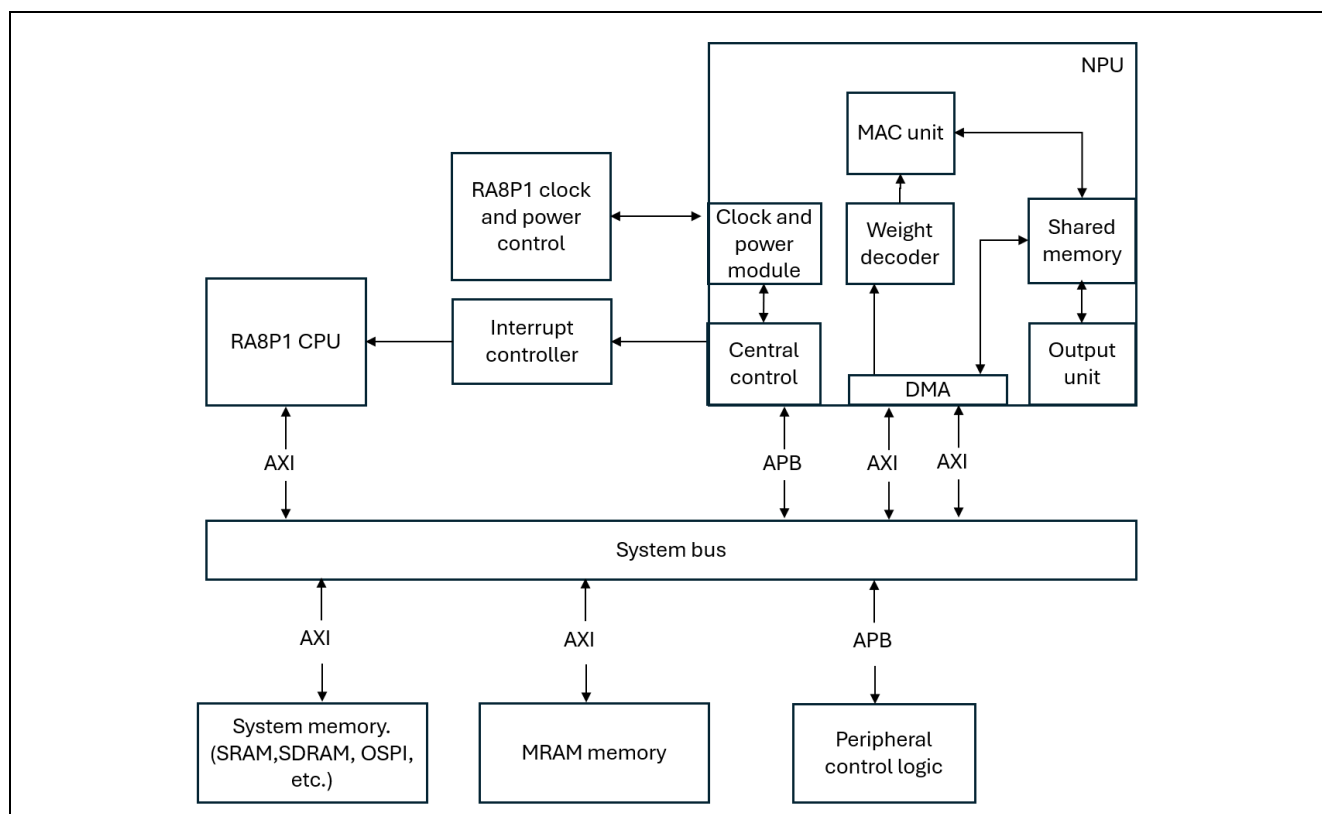 NPU
MAC unit
RA8P1 clock
and power
control
Clock and
power
module
Weight
decoder
Shared
memory
RA8P1 CPU
Interrupt
controller
Central
control
Output
unit
DMA
AXI
APB
AXI
AXI
System bus
AXI
AXI
APB
System memory.
(SRAM,SDRAM, OSPI,
etc.)
MRAM memory
Peripheral
control logic